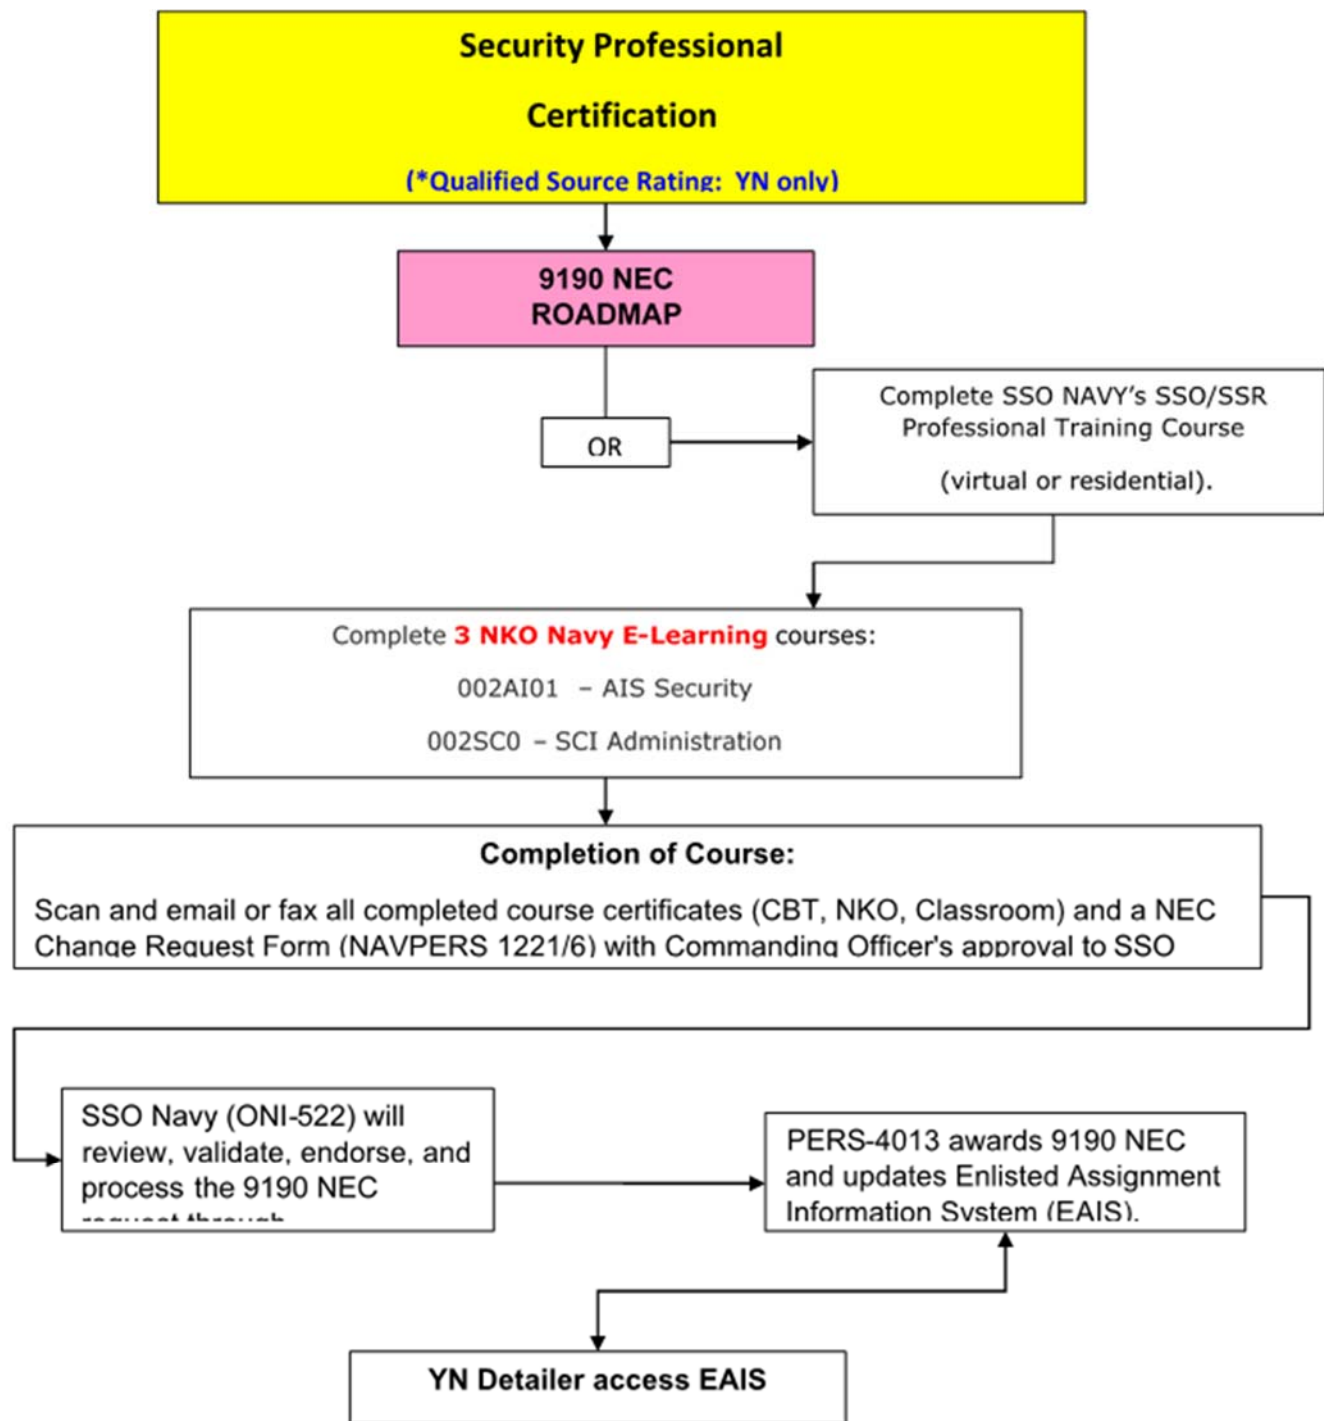 Security Professional
Certification
(*Qualified Source Rating: YN only)
9190 NEC
ROADMAP
OR
Complete SSO NAVY’s SSO/SSR
Professional Training Course
(virtual or residential).
Complete 3 NKO Navy E-Learning courses:
002AI01 – AIS Security
002SC0 – SCI Administration
Completion of Course:
Scan and email or fax all completed course certificates (CBT, NKO, Classroom) and a NEC
Change Request Form (NAVPERS 1221/6) with Commanding Officer's approval to SSO
SSO Navy (ONI-522) will
review, validate, endorse, and
process the 9190 NEC
PERS-4013 awards 9190 NEC
and updates Enlisted Assignment
Information System (EAIS).
YN Detailer access EAIS